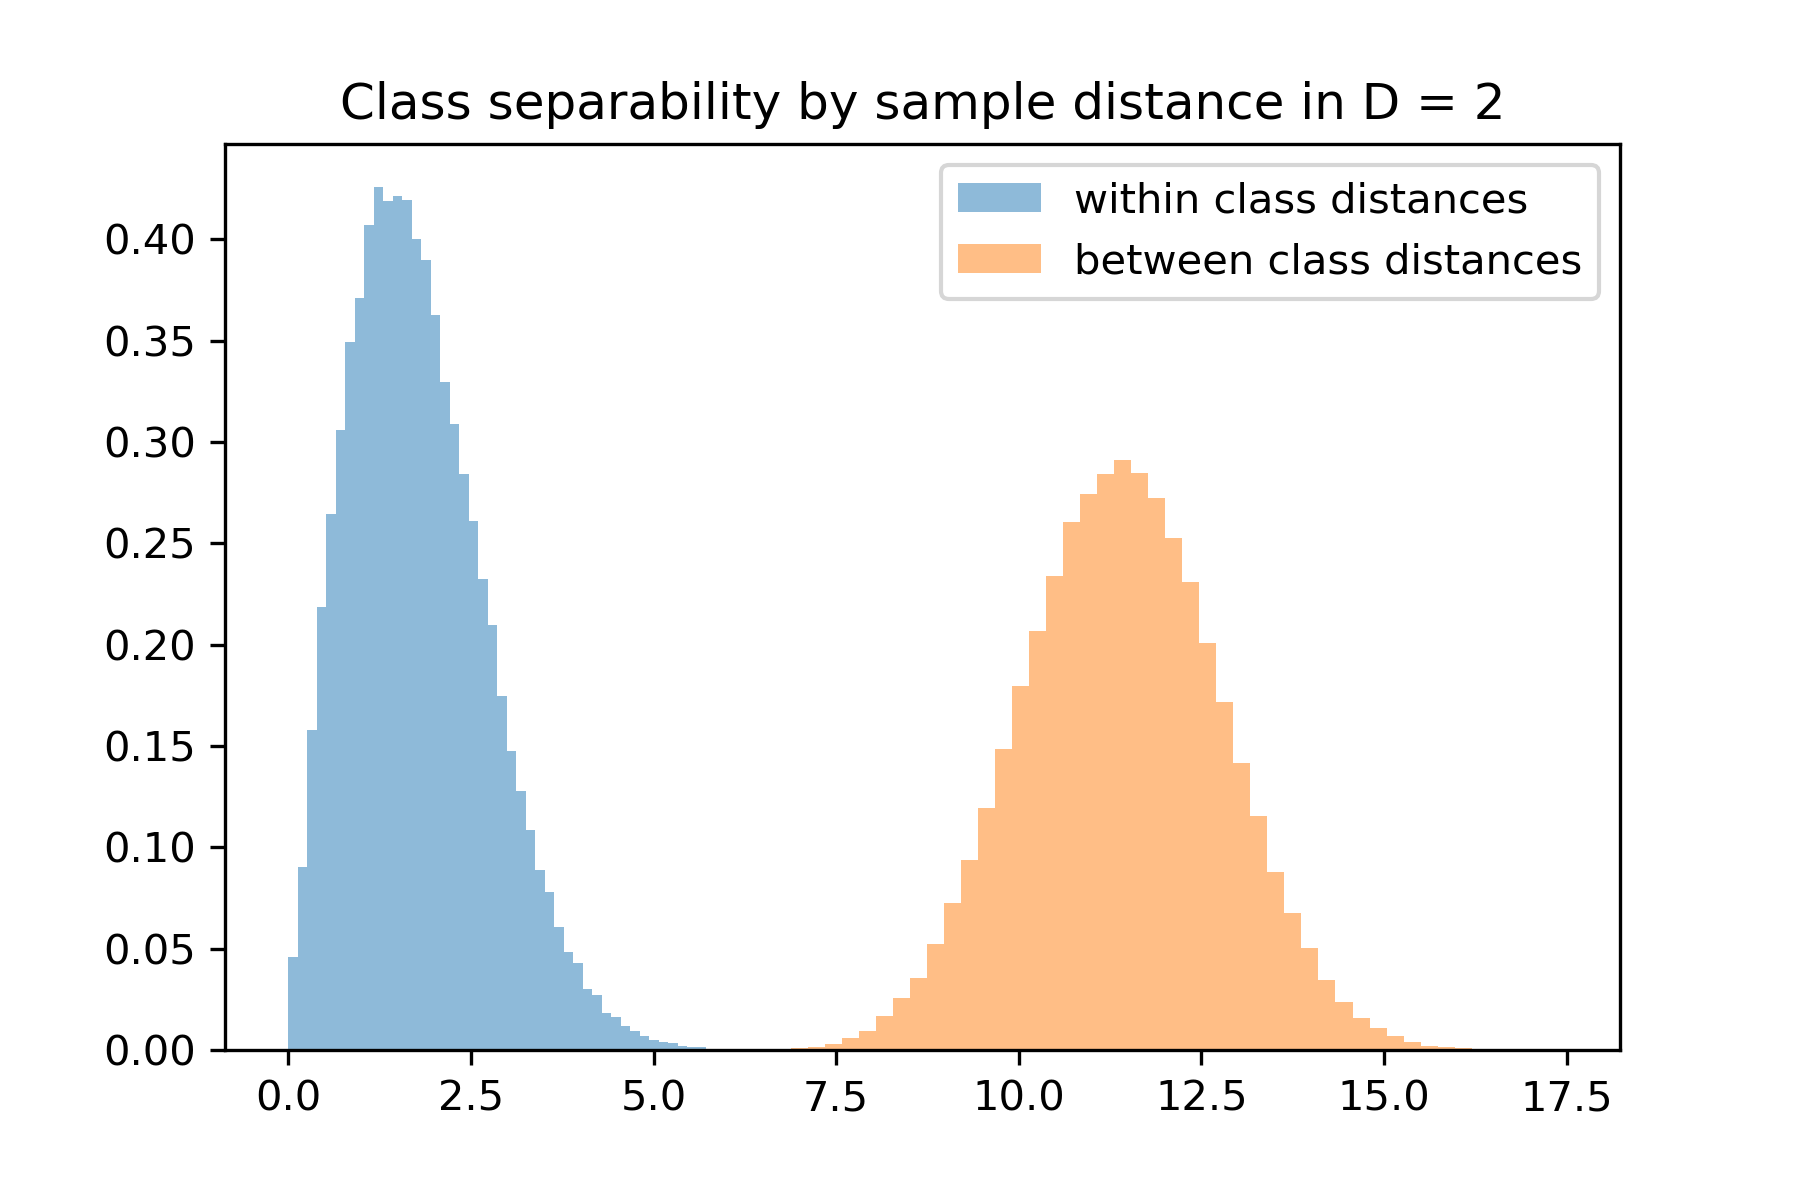 Class separability by sample distance in D = 2
within class distances
between class distances
0.40
0.35
0.30
0.25
0.20
0.15
0.10
0.05
0.00
0.0 2.5 5.0 7.5 10.0 12.5 15.0 17.5